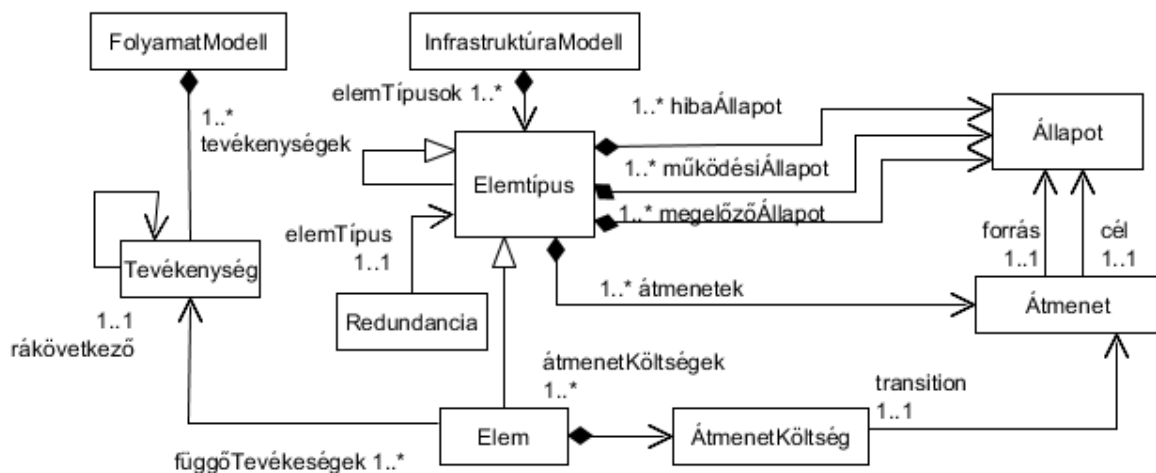 FolyamatModell
InfrastruktúraModell
elemTípusok 1..*
1..*
tevékenységek
1..* hibaÁllapot
Állapot
Elemtípus
1..* működésiÁllapot
1..* megelőzőÁllapot
elemTípus
1..1
forrás
1..1
cél
1..1
Tevékenység
1..* átmenetek
Redundancia
Átmenet
1..1
rákövetkező
átmenetKöltségek
1..*
transition
1..1
Elem
ÁtmenetKöltség
függőTevékeségek 1..*